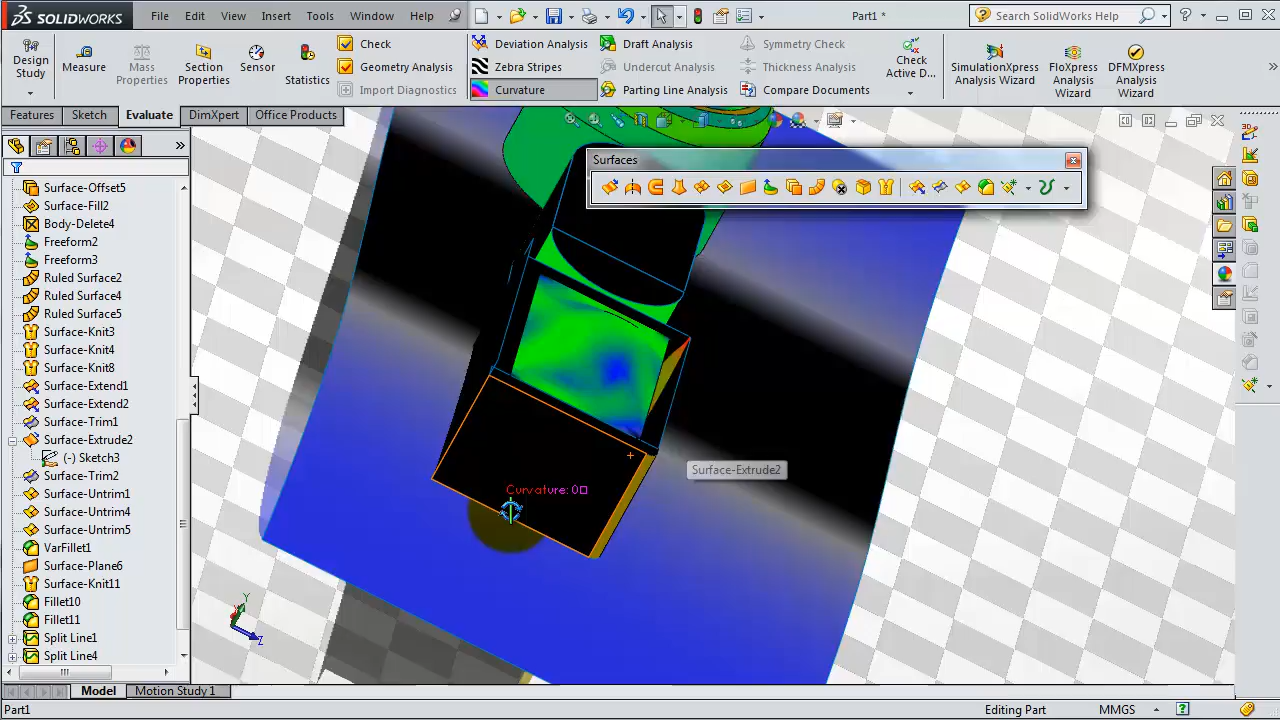 SOLIDWORKS File Edit View Insert Tools Window Help Part1 * Search SolidWorks Help
Design Study
Measure
Mass Properties
Section Properties
Sensor
Statistics
Check
Geometry Analysis
Import Diagnostics
Deviation Analysis
Zebra Stripes
Curvature
Draft Analysis
Undercut Analysis
Parting Line Analysis
Symmetry Check
Thickness Analysis
Compare Documents
Check Active D...
SimulationXpress Analysis Wizard
FloXpress Analysis Wizard
DFMXpress Analysis Wizard
Features Sketch Evaluate DimXpert Office Products
Surfaces
Surface-Offset5
Surface-Fill2
Body-Delete4
Freeform2
Freeform3
Ruled Surface2
Ruled Surface4
Ruled Surface5
Surface-Knit3
Surface-Knit4
Surface-Knit8
Surface-Extend1
Surface-Extend2
Surface-Trim1
Surface-Extrude2
(-) Sketch3
Surface-Trim2
Surface-Untrim1
Surface-Untrim4
Surface-Untrim5
VarFillet1
Surface-Plane6
Surface-Knit11
Fillet10
Fillet11
Split Line1
Split Line4
Surface-Extrude2
Curvature: 0
Y
Z
Model Motion Study 1
Part1 Editing Part MMGS